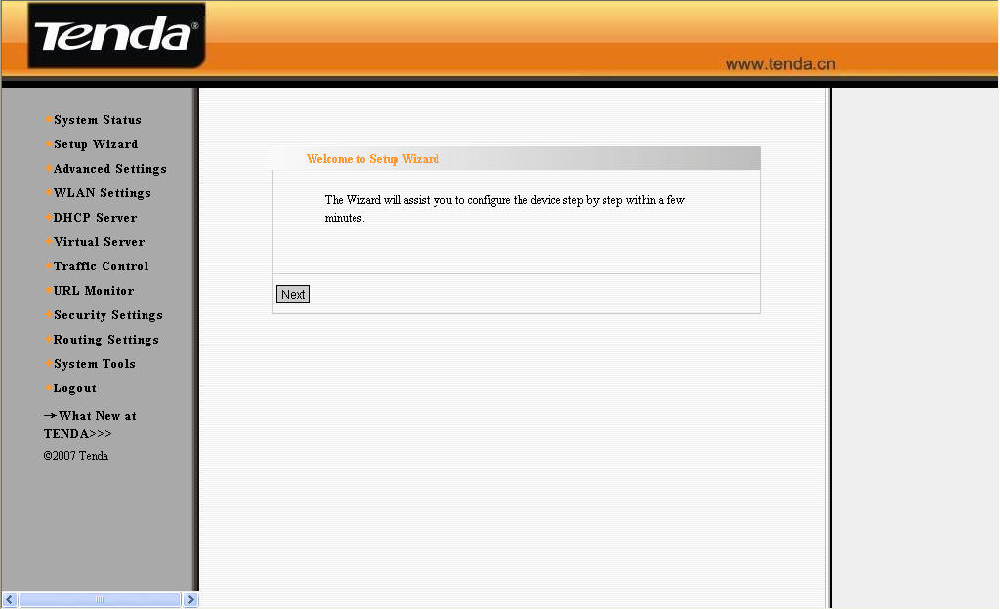 Tenda®
www.tenda.cn
System Status
Setup Wizard
Advanced Settings
WLAN Settings
DHCP Server
Virtual Server
Traffic Control
URL Monitor
Security Settings
Routing Settings
System Tools
Logout
→What New at
TENDA>>>
©2007 Tenda
Welcome to Setup Wizard
The Wizard will assist you to configure the device step by step within a few
minutes.
Next